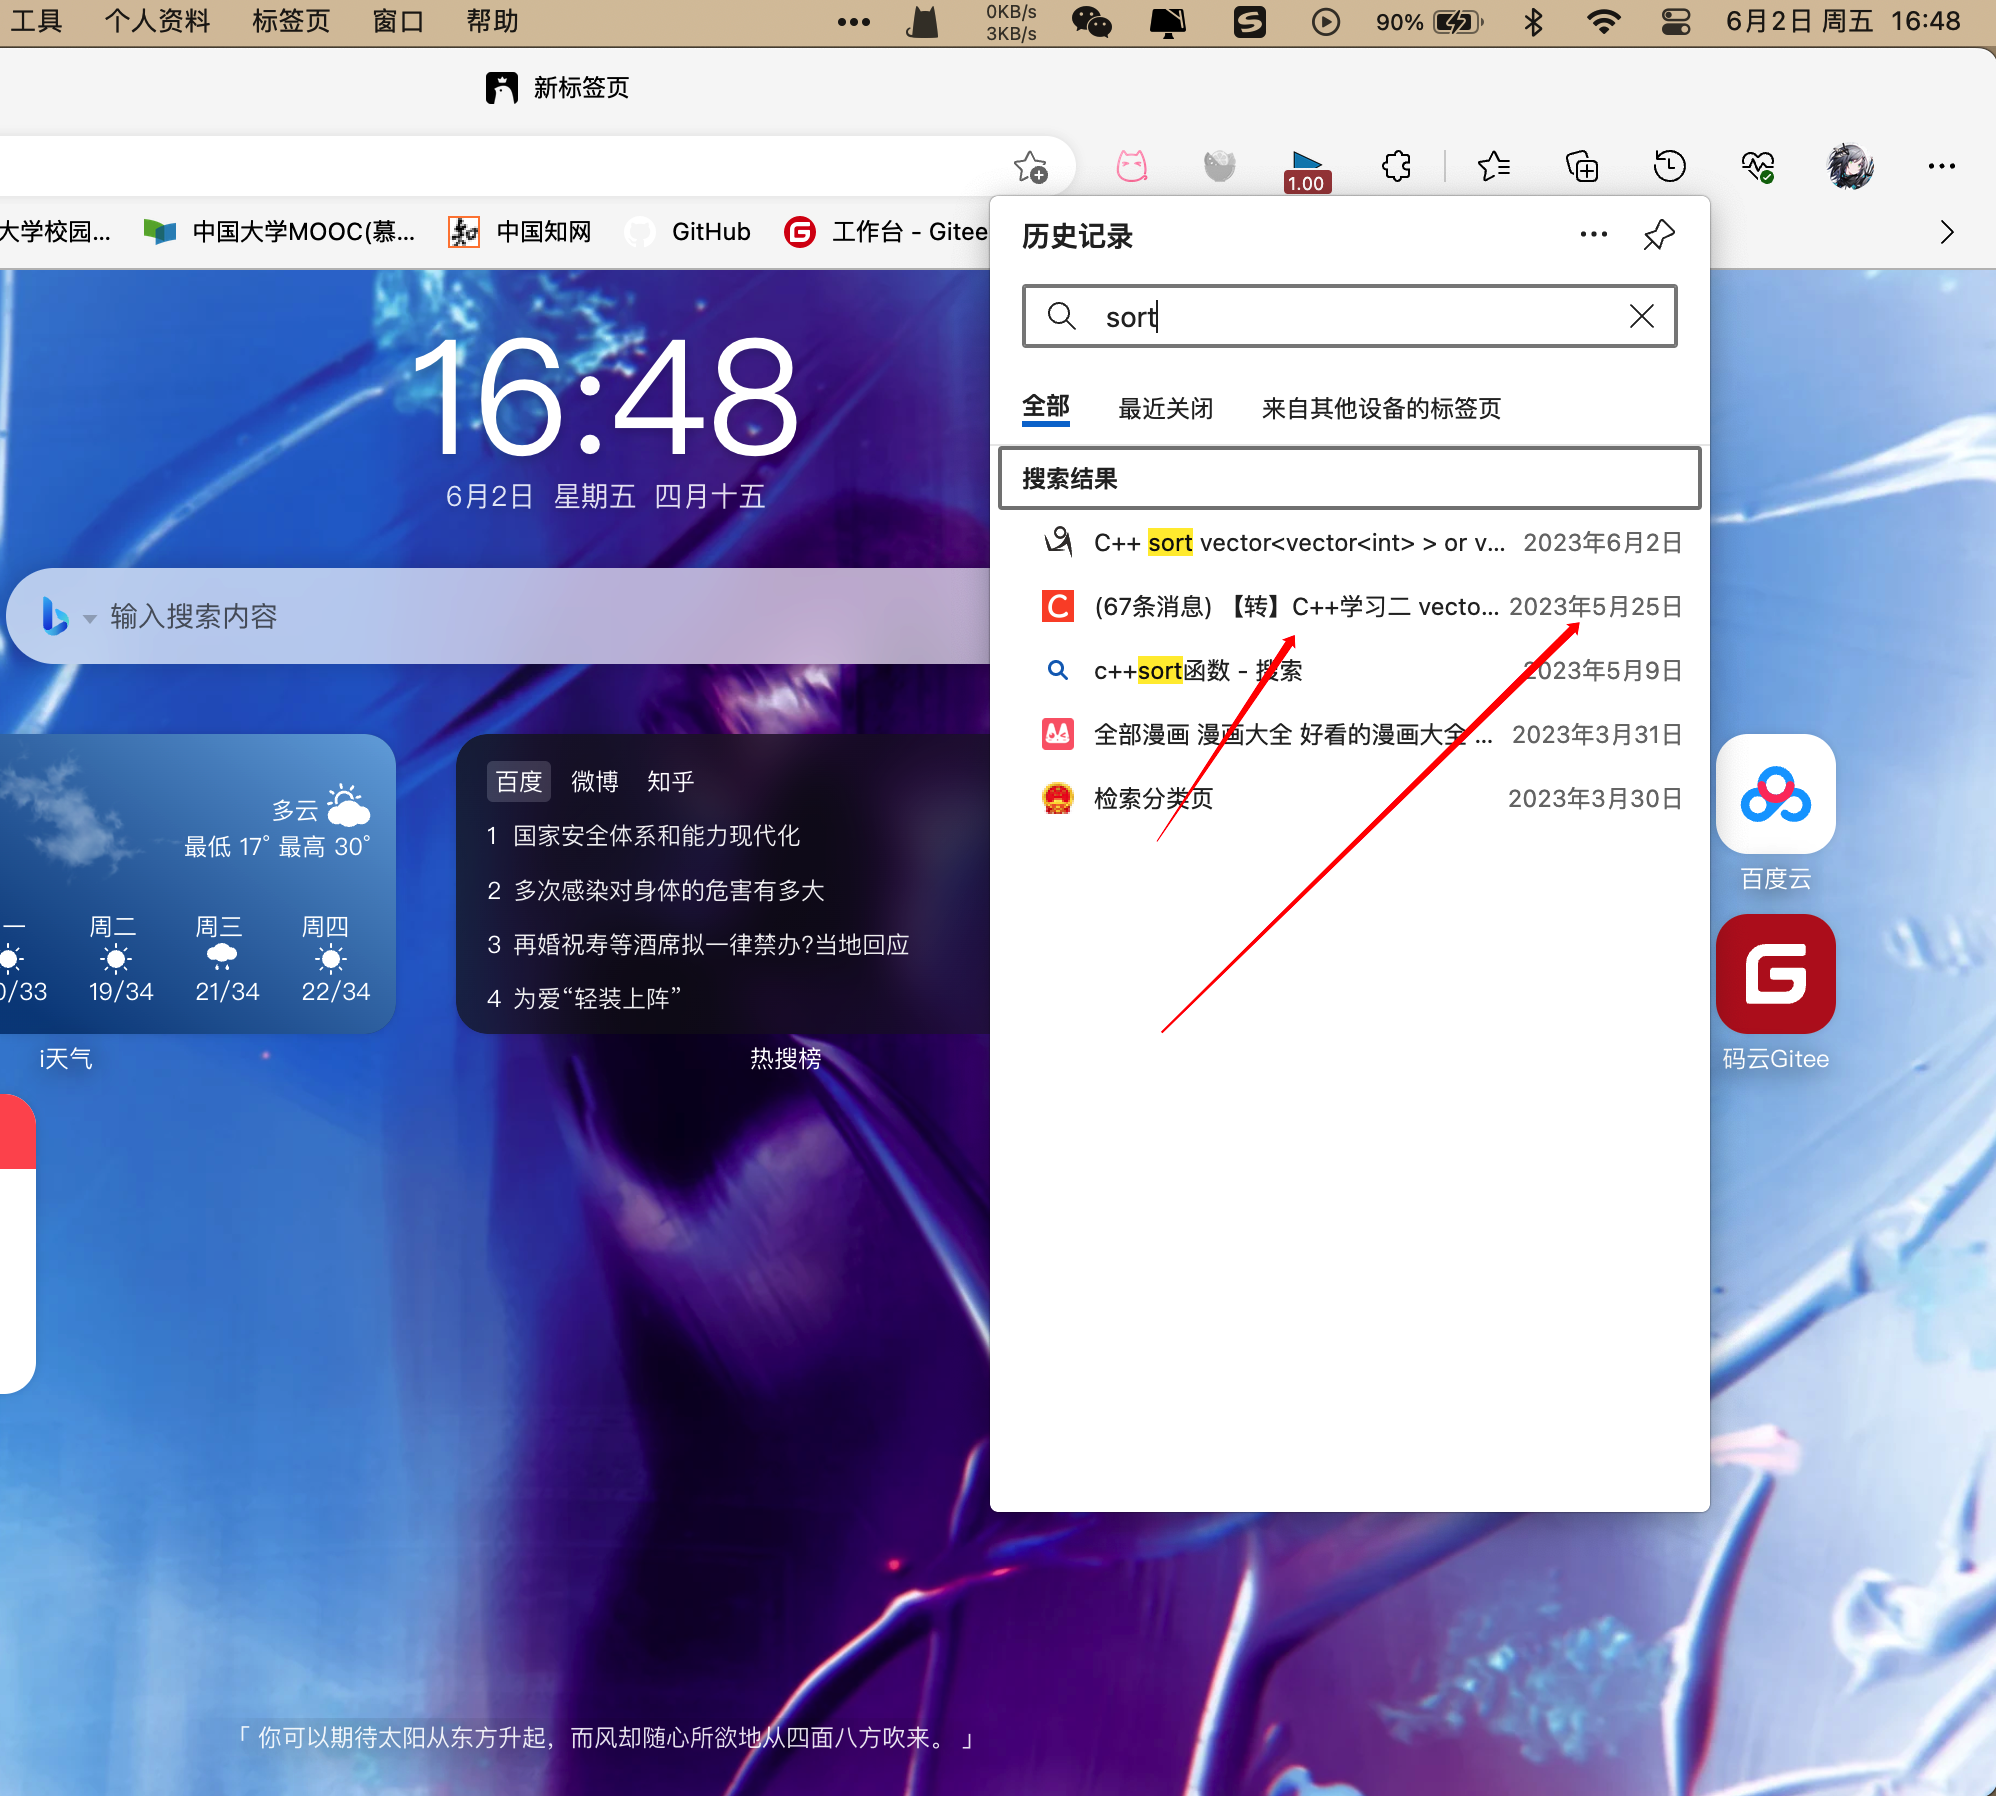 工具 个人资料 标签页 窗口 帮助 ••• 0KB/s 90% 6月2日 周五 16:48
3KB/s
新标签页
1.00
大学校园... 中国大学MOOC(慕... 中国知网 GitHub 工作台 - Gitee
历史记录
sort
全部 最近关闭 来自其他设备的标签页
搜索结果
C++ sort vector<vector<int> > or v... 2023年6月2日
(67条消息) 【转】C++学习二 vecto... 2023年5月25日
c++sort函数 - 搜索 2023年5月9日
全部漫画 漫画大全 好看的漫画大全 ... 2023年3月31日
检索分类页 2023年3月30日
16:48
6月2日 星期五 四月十五
输入搜索内容
多云
最低 17° 最高 30°
一 周二 周三 周四
0/33 19/34 21/34 22/34
i天气
百度 微博 知乎
1 国家安全体系和能力现代化
2 多次感染对身体的危害有多大
3 再婚祝寿等酒席拟一律禁办?当地回应
4 为爱“轻装上阵”
热搜榜
百度云
码云Gitee
「 你可以期待太阳从东方升起，而风却随心所欲地从四面八方吹来。 」